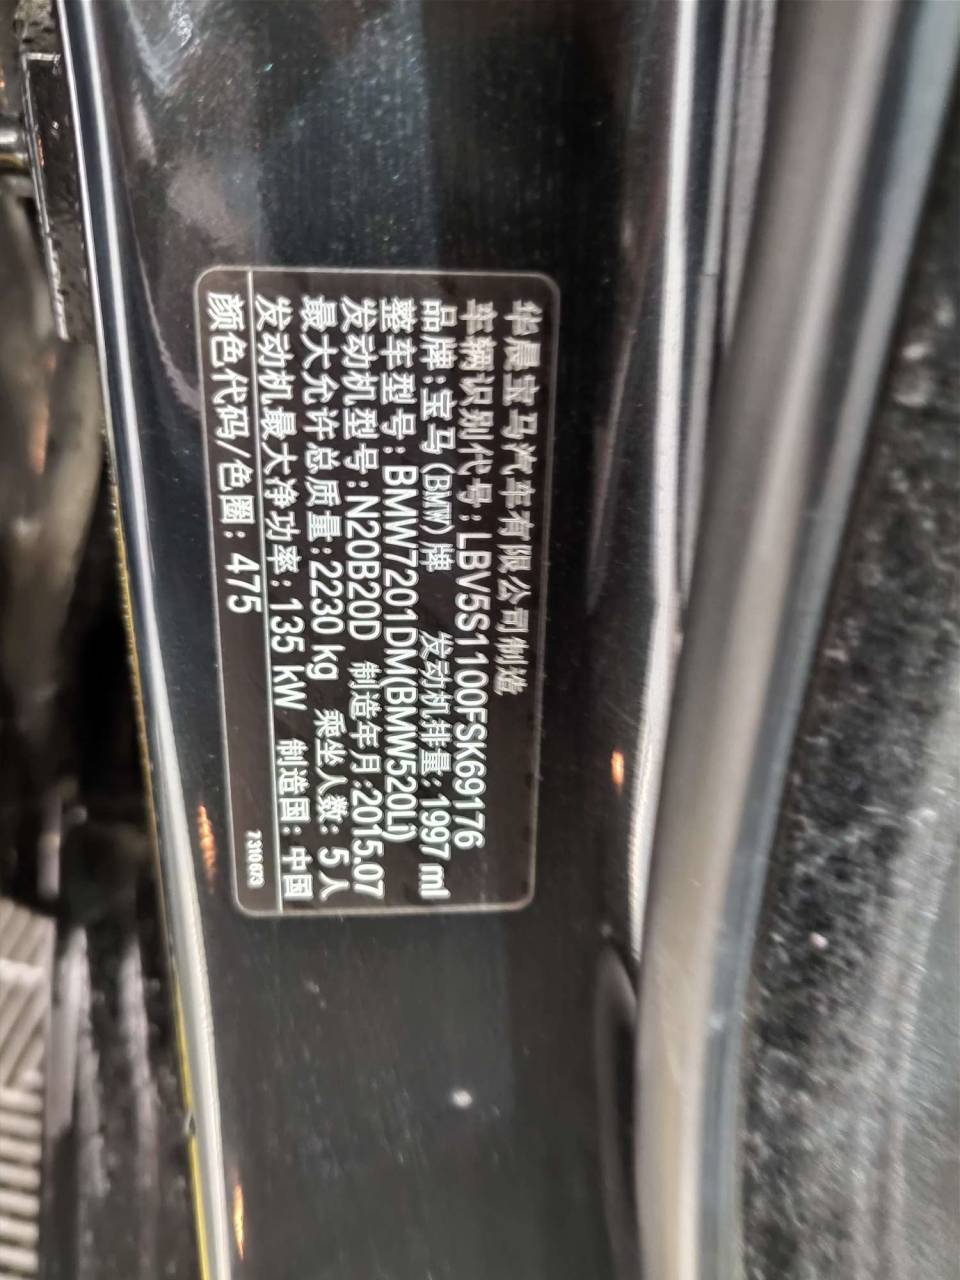 华晨宝马汽车有限公司制造
车辆识别代号:LBV5S1100FSK69176
品牌:宝马(BMW)牌 发动机排量:1997ml
整车型号:BMW7201DM(BMW520Li)
发动机型号:N20B20D 制造年月:2015.07
最大允许总质量:2230 kg 乘坐人数: 5人
发动机最大净功率: 135 kW 制造国: 中国
颜色代码/色圈: 475